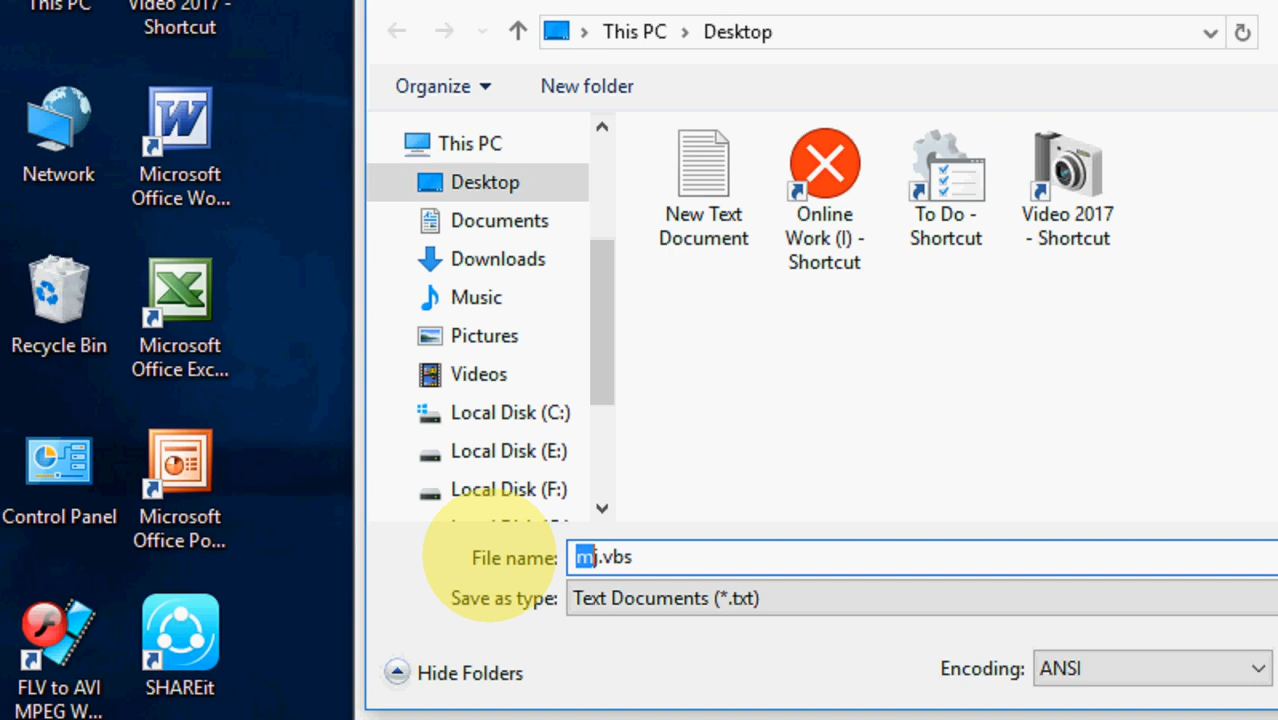 This PC
Video 2017 -
Shortcut
Network
Microsoft
Office Wo...
Recycle Bin
Microsoft
Office Exc...
Control Panel
Microsoft
Office Po...
FLV to AVI
MPEG W...
SHAREit
This PC
Desktop
Organize
New folder
This PC
Desktop
Documents
Downloads
Music
Pictures
Videos
Local Disk (C:)
Local Disk (E:)
Local Disk (F:)
New Text
Document
Online
Work (I) -
Shortcut
To Do -
Shortcut
Video 2017
- Shortcut
File name: mj.vbs
Save as type: Text Documents (*.txt)
Hide Folders
Encoding: ANSI